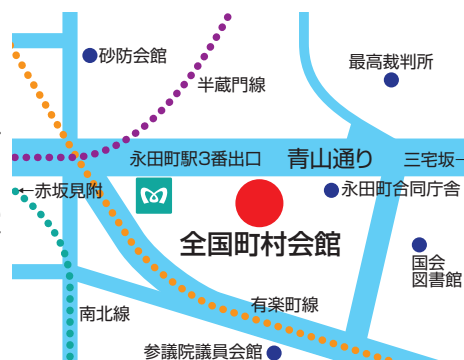 砂防会館
半蔵門線
最高裁判所
永田町駅3番出口
青山通り
三宅坂
←赤坂見附
永田町合同庁舎
全国町村会館
国会
図書館
南北線
有楽町線
参議院議員会館